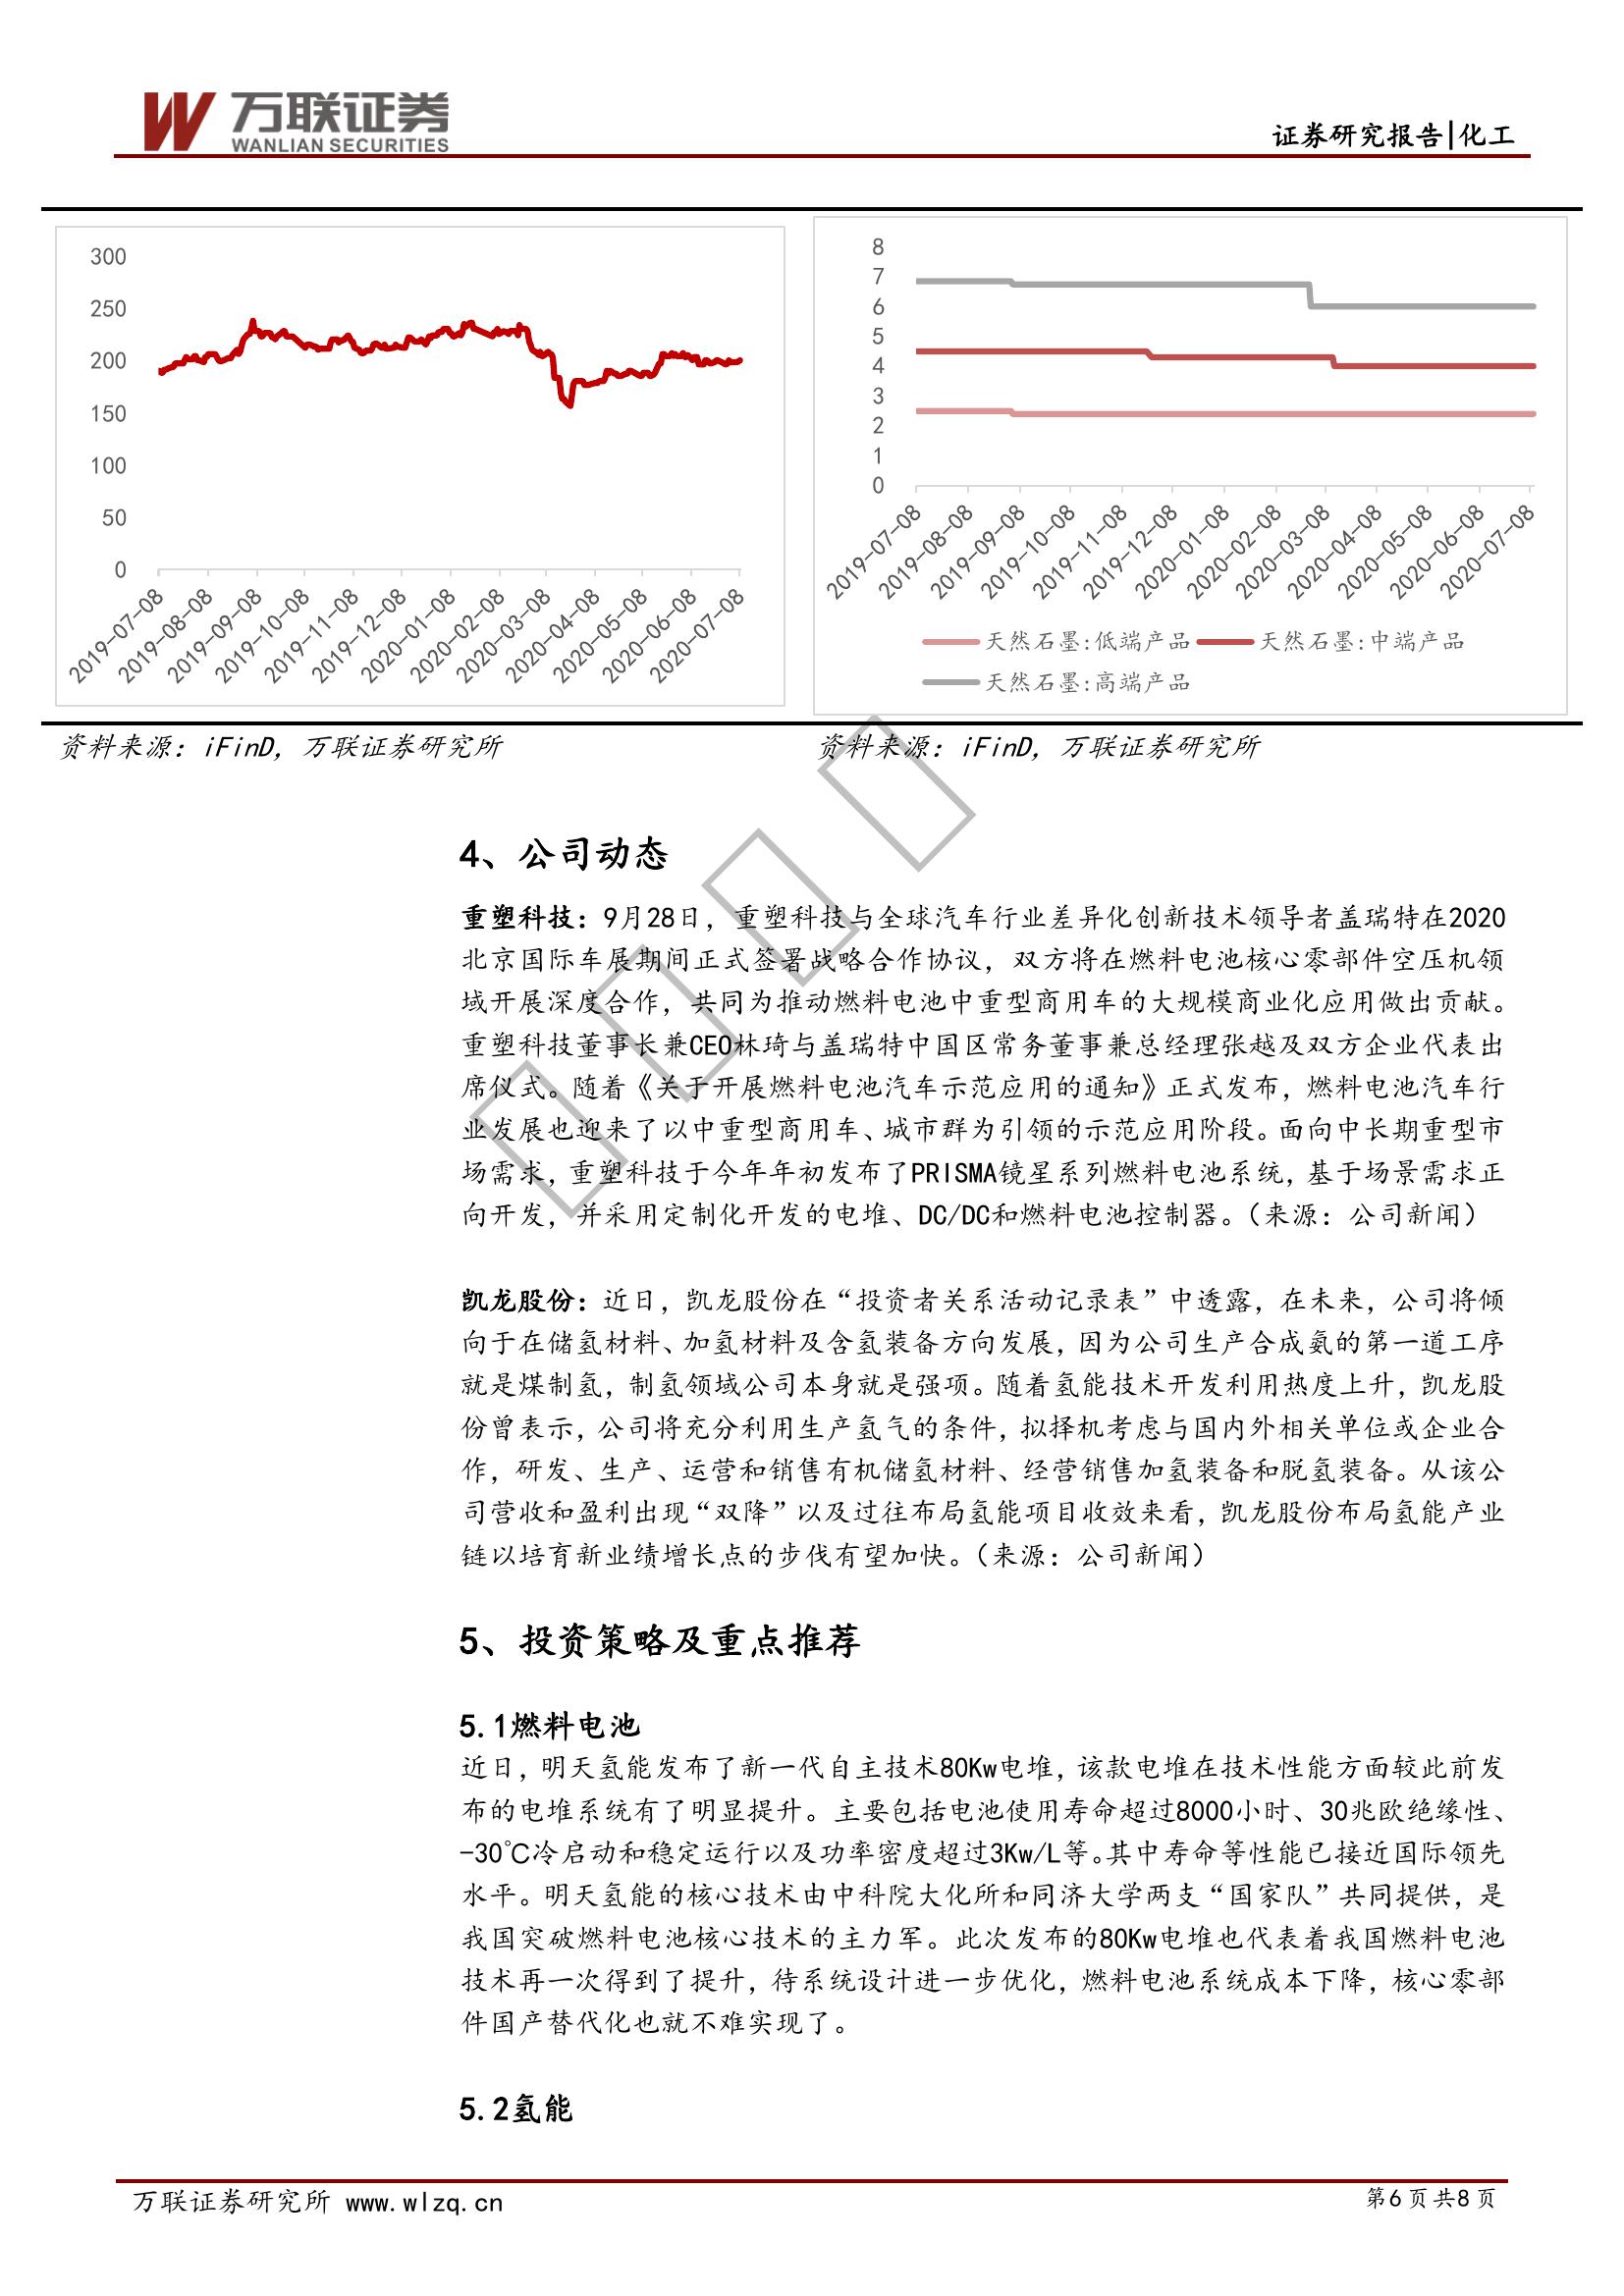 万联证券
WANLIAN SECURITIES
证券研究报告|化工
300
250
200
150
100
50
0
2019-07-08
2019-08-08
2019-09-08
2019-10-08
2019-11-08
2019-12-08
2020-01-08
2020-02-08
2020-03-08
2020-04-08
2020-05-08
2020-06-08
2020-07-08
8
7
6
5
4
3
2
1
0
2019-07-08
2019-08-08
2019-09-08
2019-10-08
2019-11-08
2019-12-08
2020-01-08
2020-02-08
2020-03-08
2020-04-08
2020-05-08
2020-06-08
2020-07-08
天然石墨:低端产品 天然石墨:中端产品
天然石墨:高端产品
资料来源：iFinD，万联证券研究所
资料来源：iFinD，万联证券研究所
4、公司动态
重塑科技：9月28日，重塑科技与全球汽车行业差异化创新技术领导者盖瑞特在2020
北京国际车展期间正式签署战略合作协议，双方将在燃料电池核心零部件空压机领
域开展深度合作，共同为推动燃料电池中重型商用车的大规模商业化应用做出贡献。
重塑科技董事长兼CEO林琦与盖瑞特中国区常务董事兼总经理张越及双方企业代表出
席仪式。随着《关于开展燃料电池汽车示范应用的通知》正式发布，燃料电池汽车行
业发展也迎来了以中重型商用车、城市群为引领的示范应用阶段。面向中长期重型市
场需求，重塑科技于今年年初发布了PRISMA镜星系列燃料电池系统，基于场景需求正
向开发，并采用定制化开发的电堆、DC/DC和燃料电池控制器。（来源：公司新闻）
凯龙股份：近日，凯龙股份在“投资者关系活动记录表”中透露，在未来，公司将倾
向于在储氢材料、加氢材料及含氢装备方向发展，因为公司生产合成氨的第一道工序
就是煤制氢，制氢领域公司本身就是强项。随着氢能技术开发利用热度上升，凯龙股
份曾表示，公司将充分利用生产氢气的条件，拟择机考虑与国内外相关单位或企业合
作，研发、生产、运营和销售有机储氢材料、经营销售加氢装备和脱氢装备。从该公
司营收和盈利出现“双降”以及过往布局氢能项目收效来看，凯龙股份布局氢能产业
链以培育新业绩增长点的步伐有望加快。（来源：公司新闻）
5、投资策略及重点推荐
5.1燃料电池
近日，明天氢能发布了新一代自主技术80Kw电堆，该款电堆在技术性能方面较此前发
布的电堆系统有了明显提升。主要包括电池使用寿命超过8000小时、30兆欧绝缘性、
-30℃冷启动和稳定运行以及功率密度超过3Kw/L等。其中寿命等性能已接近国际领先
水平。明天氢能的核心技术由中科院大化所和同济大学两支“国家队”共同提供，是
我国突破燃料电池核心技术的主力军。此次发布的80Kw电堆也代表着我国燃料电池
技术再一次得到了提升，待系统设计进一步优化，燃料电池系统成本下降，核心零部
件国产替代化也就不难实现了。
5.2氢能
万联证券研究所 www.wlzq.cn
第6页共8页